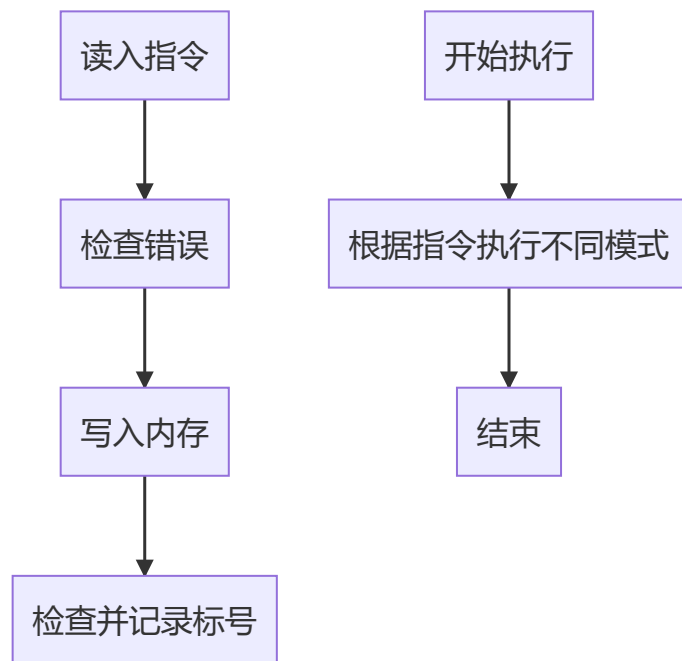 读入指令
检查错误
写入内存
检查并记录标号
开始执行
根据指令执行不同模式
结束